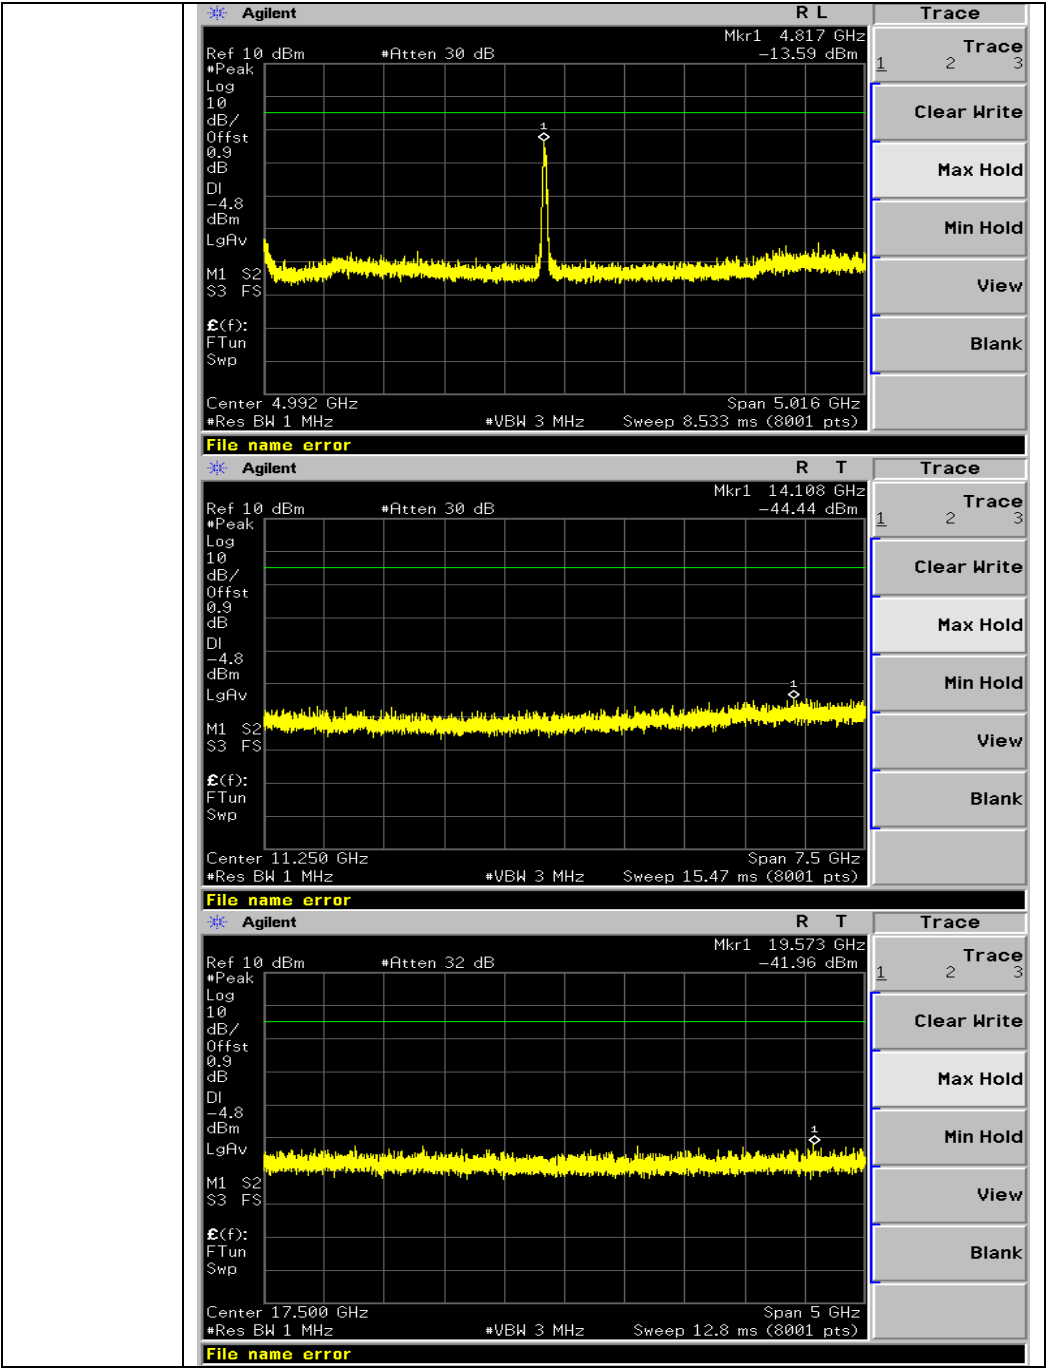 Agilent R L Trace
Mkr1 4.817 GHz
Ref 10 dBm #Atten 30 dB -13.59 dBm
#Peak
Log
10
dB/
Offst
0.9
dB
DI
-4.8
dBm
LgAv
M1 S2
S3 FS
£(f):
FTun
Swp
1
Center 4.992 GHz Span 5.016 GHz
#Res BW 1 MHz #VBW 3 MHz Sweep 8.533 ms (8001 pts)
File name error
Trace
1 2 3
Clear Write
Max Hold
Min Hold
View
Blank
Agilent R T Trace
Mkr1 14.108 GHz
Ref 10 dBm #Atten 30 dB -44.44 dBm
#Peak
Log
10
dB/
Offst
0.9
dB
DI
-4.8
dBm
LgAv
M1 S2
S3 FS
£(f):
FTun
Swp
1
Center 11.250 GHz Span 7.5 GHz
#Res BW 1 MHz #VBW 3 MHz Sweep 15.47 ms (8001 pts)
File name error
Trace
1 2 3
Clear Write
Max Hold
Min Hold
View
Blank
Agilent R T Trace
Mkr1 19.573 GHz
Ref 10 dBm #Atten 32 dB -41.96 dBm
#Peak
Log
10
dB/
Offst
0.9
dB
DI
-4.8
dBm
LgAv
M1 S2
S3 FS
£(f):
FTun
Swp
1
Center 17.500 GHz Span 5 GHz
#Res BW 1 MHz #VBW 3 MHz Sweep 12.8 ms (8001 pts)
File name error
Trace
1 2 3
Clear Write
Max Hold
Min Hold
View
Blank